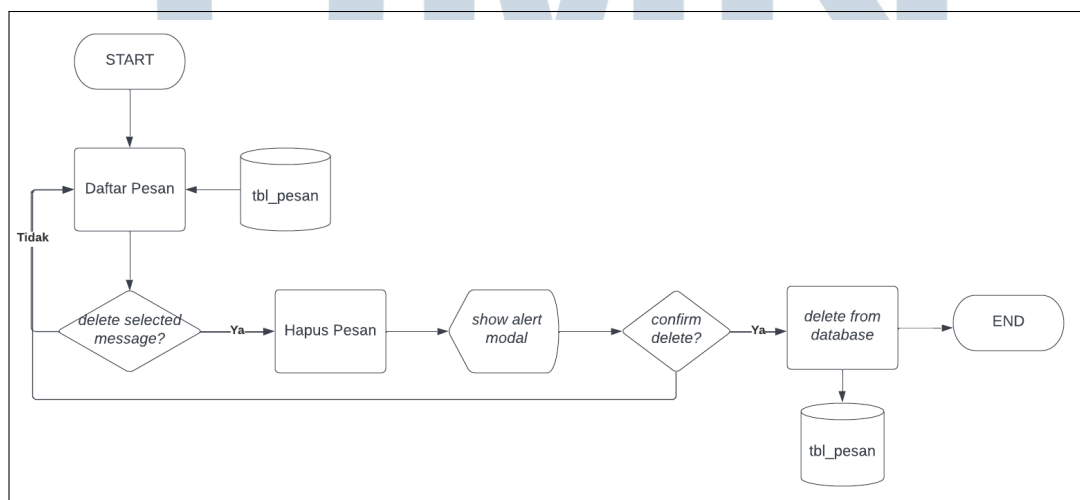 START
Daftar Pesan
tbl_pesan
Tidak
delete selected
message?
Ya
Hapus Pesan
show alert
modal
confirm
delete?
Ya
delete from
database
END
tbl_pesan